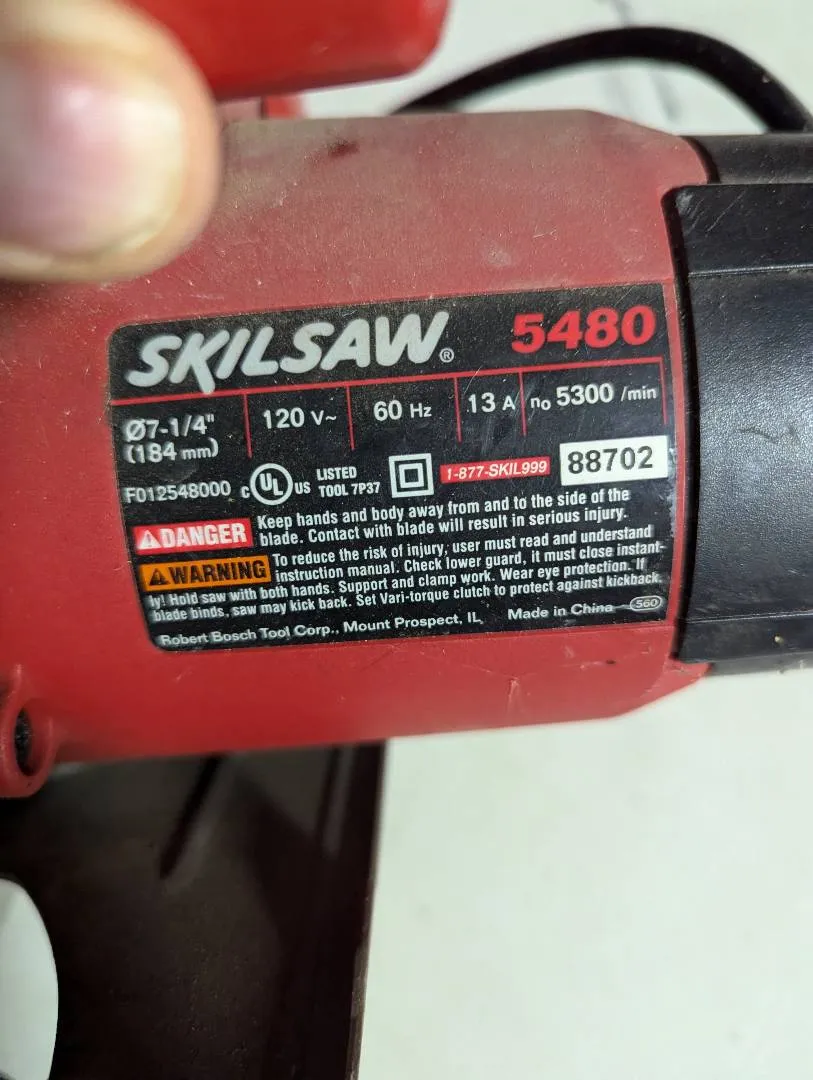 SKILSAW® 5480
Ø7-1/4" (184 mm) 120 V~ 60 Hz 13 A n₀ 5300 /min
F012548000 c UL US LISTED TOOL 7P37 1-877-SKIL999 88702
DANGER Keep hands and body away from and to the side of the
blade. Contact with blade will result in serious injury.
WARNING To reduce the risk of injury, user must read and understand
instruction manual. Check lower guard, it must close instant-
ly! Hold saw with both hands. Support and clamp work. Wear eye protection. If
blade binds, saw may kick back. Set Vari-torque clutch to protect against kickback.
Robert Bosch Tool Corp., Mount Prospect, IL Made in China 560